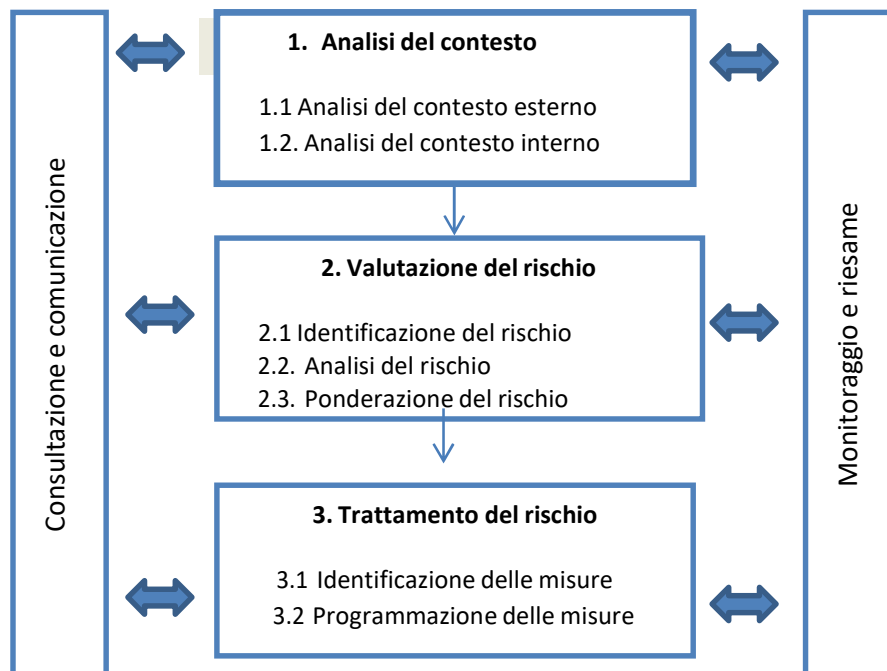 Consultazione e comunicazione
1. Analisi del contesto
1.1 Analisi del contesto esterno
1.2. Analisi del contesto interno
2. Valutazione del rischio
2.1 Identificazione del rischio
2.2. Analisi del rischio
2.3. Ponderazione del rischio
3. Trattamento del rischio
3.1 Identificazione delle misure
3.2 Programmazione delle misure
Monitoraggio e riesame